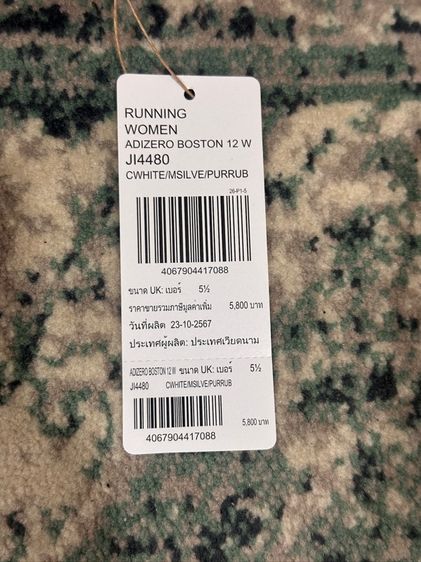 RUNNING
WOMEN
ADIZERO BOSTON 12 W
JI4480
CWHITE/MSILVE/PURRUB
26-P1-5
4067904417088
ขนาด UK: เบอร์ 5½
ราคาขายรวมภาษีมูลค่าเพิ่ม 5,800 บาท
วันที่ผลิต 23-10-2567
ประเทศผู้ผลิต: ประเทศเวียดนาม
ADIZERO BOSTON 12 W ขนาด UK: เบอร์ 5½
JI4480 CWHITE/MSILVE/PURRUB
5,800 บาท
4067904417088